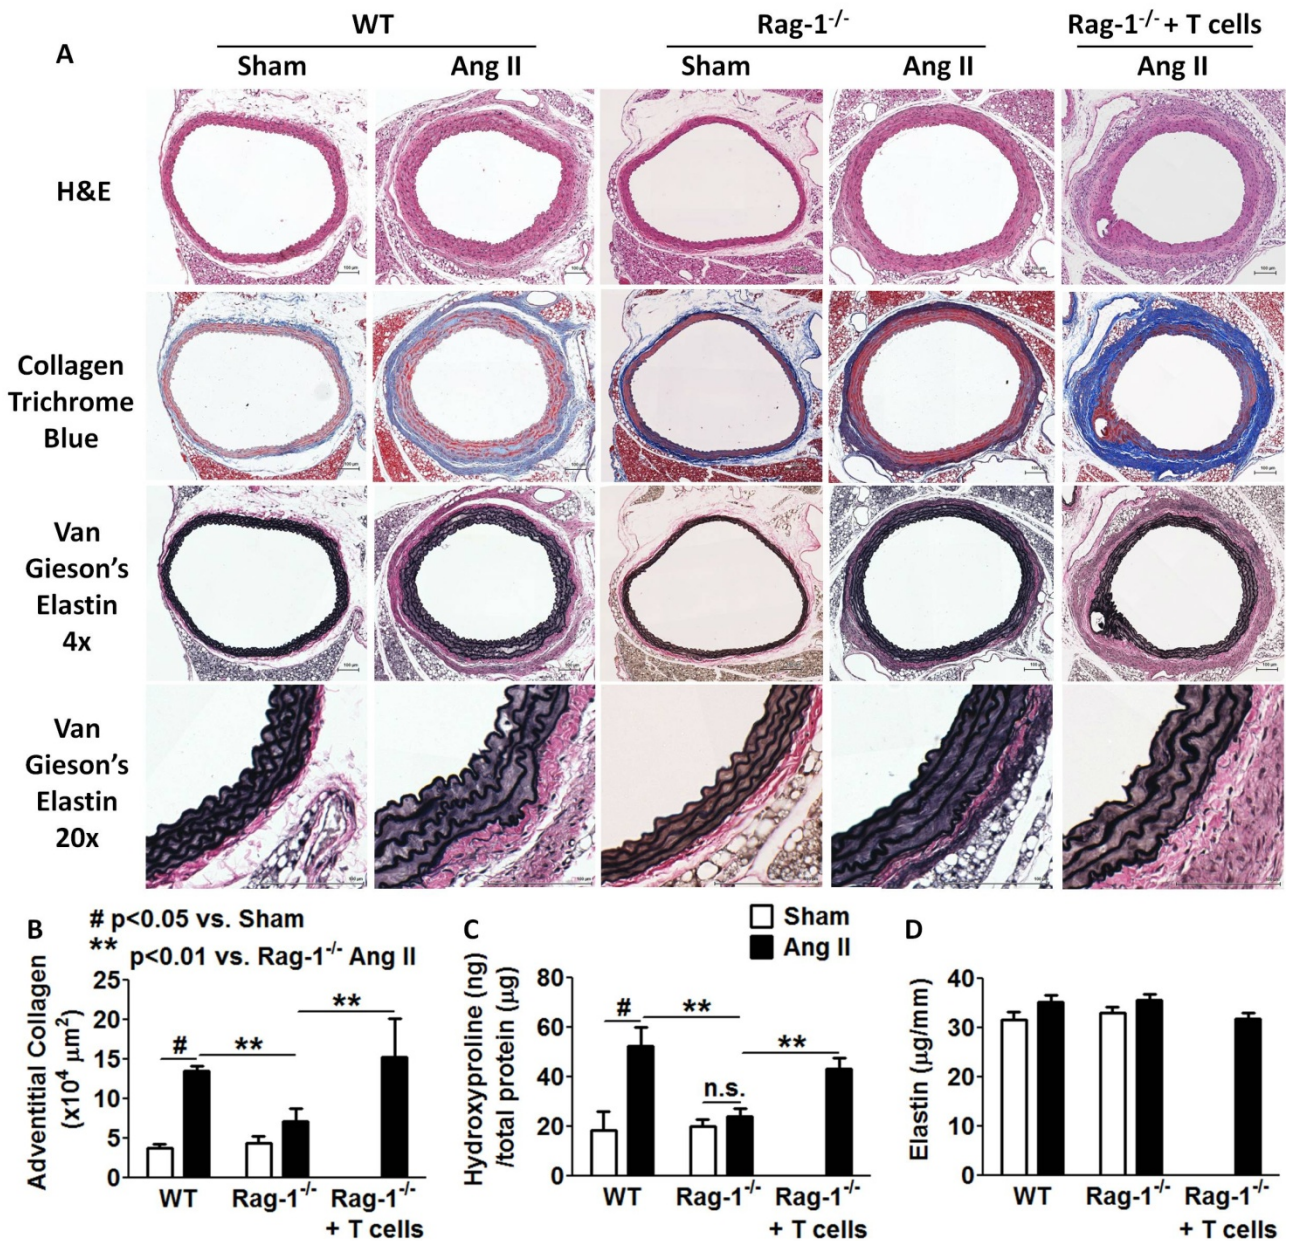 WT
Rag-1-/-
Rag-1-/- + T cells
A
Sham
Ang II
Sham
Ang II
Ang II
H&E
Collagen
Trichrome
Blue
Van
Gieson's
Elastin
4x
Van
Gieson's
Elastin
20x
100 µm
B
# p<0.05 vs. Sham
** p<0.01 vs. Rag-1-/- Ang II
Adventitial Collagen
(x10⁴ µm²)
25
20
15
10
5
0
#
**
**
WT
Rag-1-/-
Rag-1-/-
+ T cells
C
Sham
Ang II
Hydroxyproline (ng)
/total protein (µg)
80
60
40
20
0
#
**
n.s.
**
WT
Rag-1-/-
Rag-1-/-
+ T cells
D
Elastin (µg/mm)
40
30
20
10
0
WT
Rag-1-/-
Rag-1-/-
+ T cells